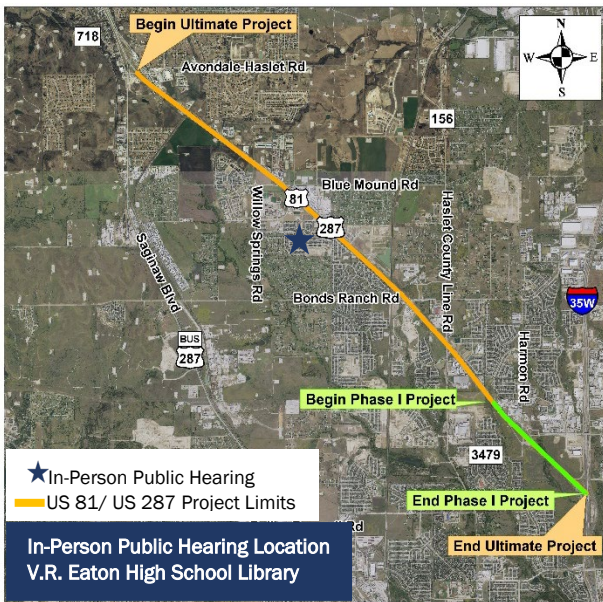 Begin Ultimate Project
718
Avondale-Haslet Rd
N
W E
S
156
Blue Mound Rd
81
287
Willow Springs Rd
Haslet County Line Rd
Saginaw Blvd
Bonds Ranch Rd
35W
BUS
287
Harmon Rd
Begin Phase I Project
3479
End Phase I Project
End Ultimate Project
Rd
In-Person Public Hearing
US 81/ US 287 Project Limits
In-Person Public Hearing Location
V.R. Eaton High School Library